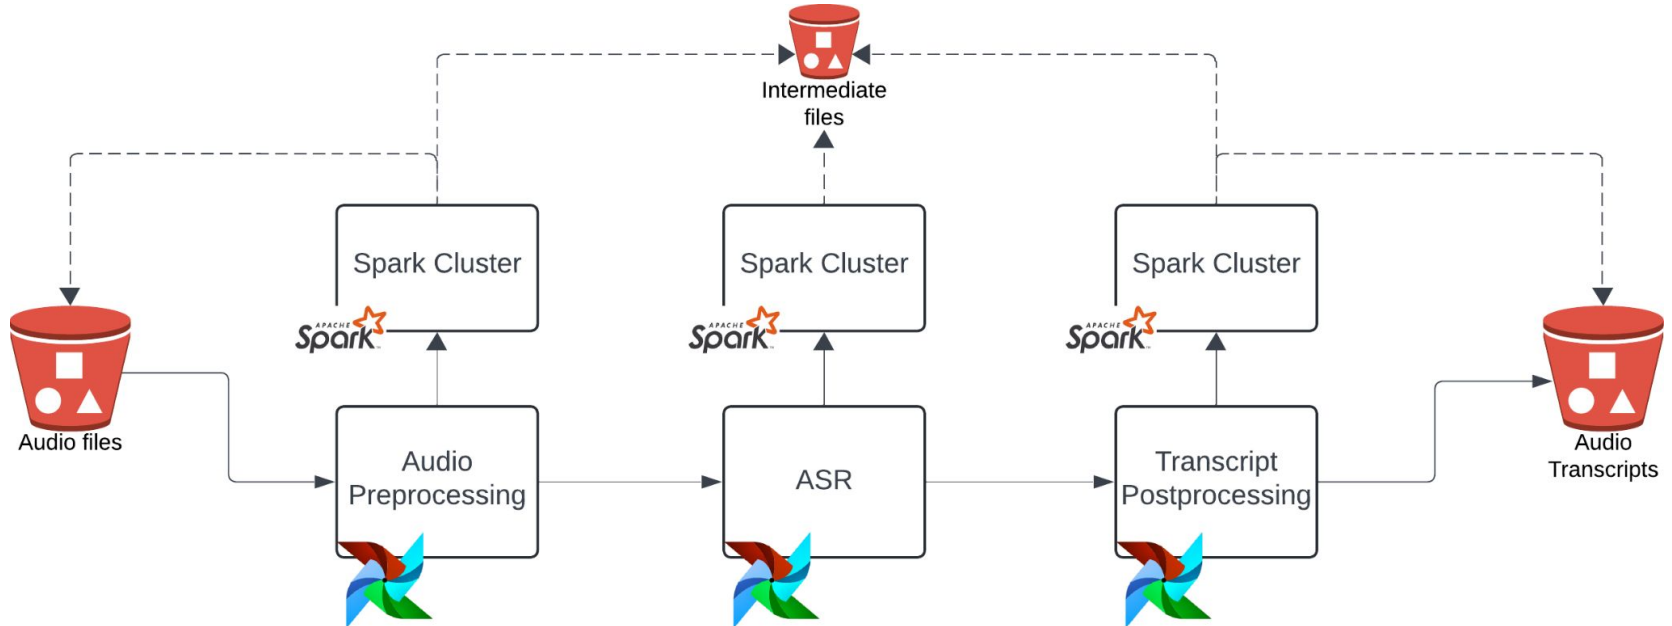 Intermediate
files
Spark Cluster
Spark Cluster
Spark Cluster
APACHE
Spark
APACHE
Spark
APACHE
Spark
Audio files
Audio
Preprocessing
ASR
Transcript
Postprocessing
Audio
Transcripts